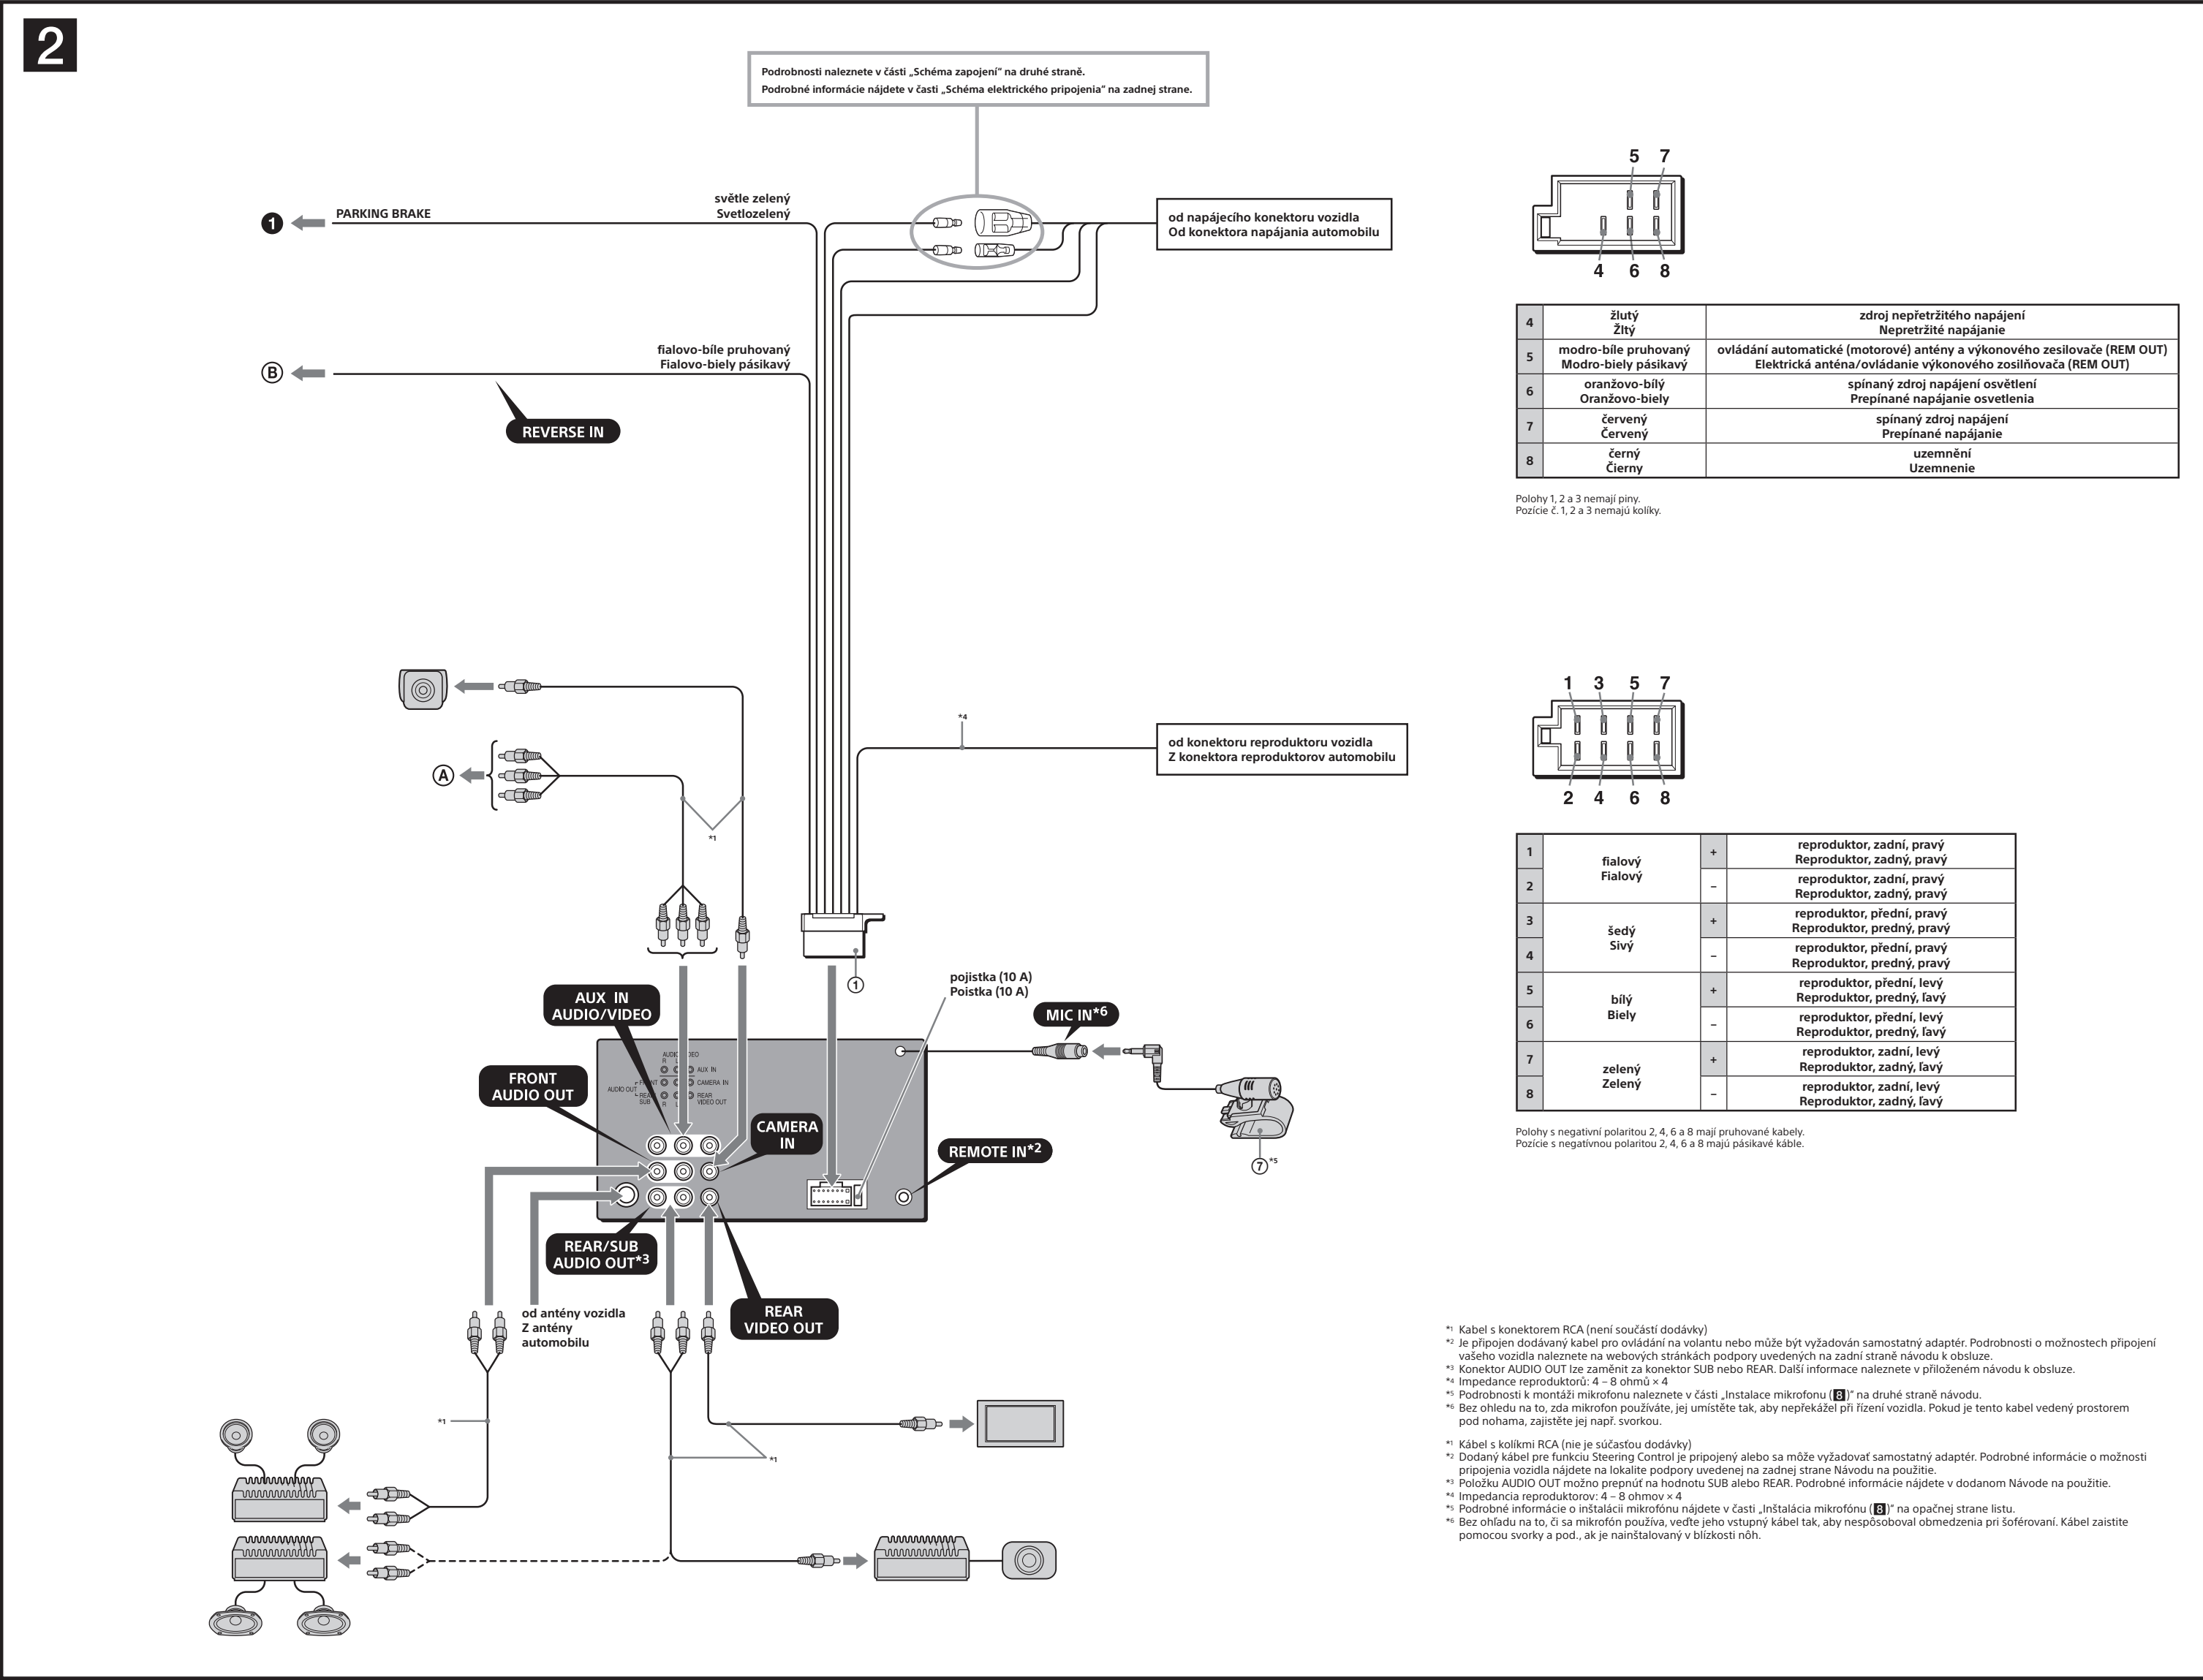 2
Podrobnosti naleznete v části „Schéma zapojení“ na druhé straně.
Podrobné informácie nájdete v časti „Schéma elektrického pripojenia“ na zadnej strane.
1
PARKING BRAKE
světle zelený
Svetlozelený
od napájecího konektoru vozidla
Od konektora napájania automobilu
B
fialovo-bíle pruhovaný
Fialovo-biely pásikavý
REVERSE IN
5 7
4 6 8
4
žlutý
Žltý
zdroj nepřetržitého napájení
Nepretržité napájanie
5
modro-bíle pruhovaný
Modro-biely pásikavý
ovládání automatické (motorové) antény a výkonového zesilovače (REM OUT)
Elektrická anténa/ovládanie výkonového zosilňovača (REM OUT)
6
oranžovo-bílý
Oranžovo-biely
spínaný zdroj napájení osvětlení
Prepínané napájanie osvetlenia
7
červený
Červený
spínaný zdroj napájení
Prepínané napájanie
8
černý
Čierny
uzemnění
Uzemnenie
Polohy 1, 2 a 3 nemají piny.
Pozície č. 1, 2 a 3 nemajú kolíky.
A
*1
*4
od konektoru reproduktoru vozidla
Z konektora reproduktorov automobilu
1 3 5 7
2 4 6 8
1
fialový
Fialový
+
reproduktor, zadní, pravý
Reproduktor, zadný, pravý
2
–
reproduktor, zadní, pravý
Reproduktor, zadný, pravý
3
šedý
Sivý
+
reproduktor, přední, pravý
Reproduktor, predný, pravý
4
–
reproduktor, přední, pravý
Reproduktor, predný, pravý
5
bílý
Biely
+
reproduktor, přední, levý
Reproduktor, predný, ľavý
6
–
reproduktor, přední, levý
Reproduktor, predný, ľavý
7
zelený
Zelený
+
reproduktor, zadní, levý
Reproduktor, zadný, ľavý
8
–
reproduktor, zadní, levý
Reproduktor, zadný, ľavý
Polohy s negativní polaritou 2, 4, 6 a 8 mají pruhované kabely.
Pozície s negatívnou polaritou 2, 4, 6 a 8 majú pásikavé káble.
1
pojistka (10 A)
Poistka (10 A)
AUX IN
AUDIO/VIDEO
MIC IN*6
FRONT
AUDIO OUT
R
AUX IN
CAMERA IN
AUDIO OUT
REAR
VIDEO OUT
SUB
R
CAMERA
IN
REMOTE IN*2
7 *5
REAR/SUB
AUDIO OUT*3
REAR
VIDEO OUT
od antény vozidla
Z antény
automobilu
*1
*1
*1 Kabel s konektorem RCA (není součástí dodávky)
*2 Je připojen dodávaný kabel pro ovládání na volantu nebo může být vyžadován samostatný adaptér. Podrobnosti o možnostech připojení
vašeho vozidla naleznete na webových stránkách podpory uvedených na zadní straně návodu k obsluze.
*3 Konektor AUDIO OUT lze zaměnit za konektor SUB nebo REAR. Další informace naleznete v přiloženém návodu k obsluze.
*4 Impedance reproduktorů: 4 – 8 ohmů × 4
*5 Podrobnosti k montáži mikrofonu naleznete v části „Instalace mikrofonu (8)“ na druhé straně návodu.
*6 Bez ohledu na to, zda mikrofon používáte, jej umístěte tak, aby nepřekážel při řízení vozidla. Pokud je tento kabel vedený prostorem
pod nohama, zajistěte jej např. svorkou.
*1 Kábel s kolíkmi RCA (nie je súčasťou dodávky)
*2 Dodaný kábel pre funkciu Steering Control je pripojený alebo sa môže vyžadovať samostatný adaptér. Podrobné informácie o možnosti
pripojenia vozidla nájdete na lokalite podpory uvedenej na zadnej strane Návodu na použitie.
*3 Položku AUDIO OUT možno prepnúť na hodnotu SUB alebo REAR. Podrobné informácie nájdete v dodanom Návode na použitie.
*4 Impedancia reproduktorov: 4 – 8 ohmov × 4
*5 Podrobné informácie o inštalácii mikrofónu nájdete v časti „Inštalácia mikrofónu (8)“ na opačnej strane listu.
*6 Bez ohľadu na to, či sa mikrofón používa, veďte jeho vstupný kábel tak, aby nespôsoboval obmedzenia pri šoférovaní. Kábel zaistite
pomocou svorky a pod., ak je nainštalovaný v blízkosti nôh.